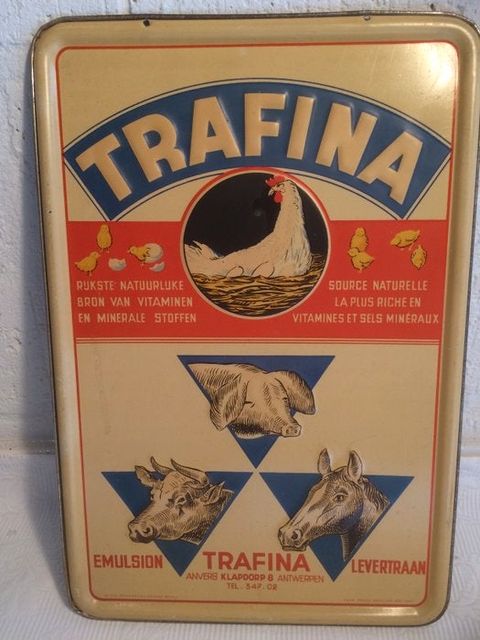 TRAFINA
RIJKSTE NATUURLIJKE
BRON VAN VITAMINEN
EN MINERALE STOFFEN
SOURCE NATURELLE
LA PLUS RICHE EN
VITAMINES ET SELS MINÉRAUX
EMULSION
TRAFINA
LEVERTRAAN
ANVERS KLAPDORP 8 ANTWERPEN
TEL. 347.02